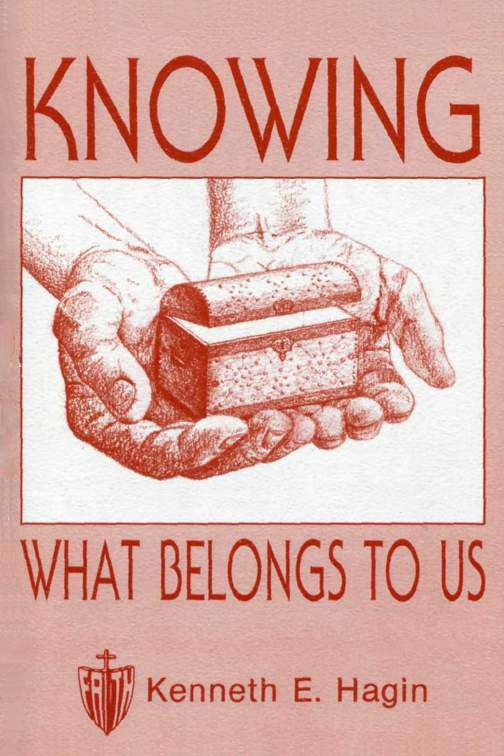 KNOWING
WHAT BELONGS TO US
FAITH
Kenneth E. Hagin